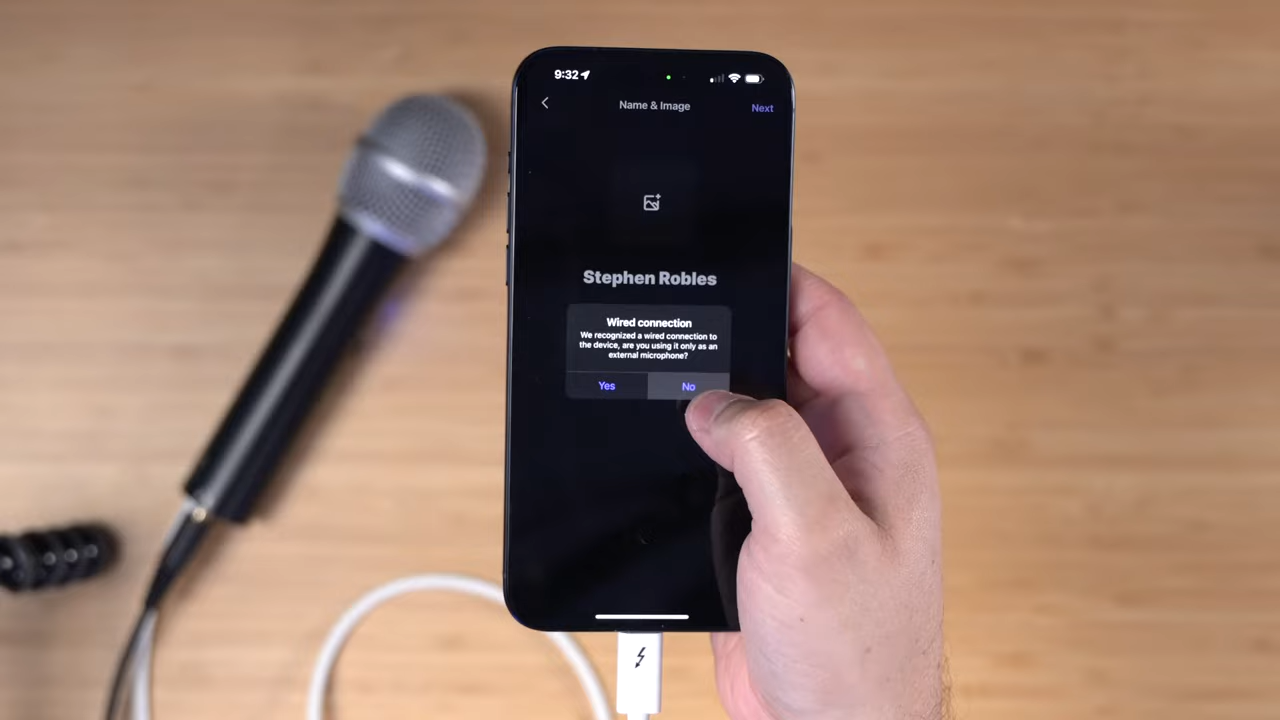 9:32
Name & Image
Next
Stephen Robles
Wired connection
We recognized a wired connection to
the device, are you using it only as an
external microphone?
Yes
No